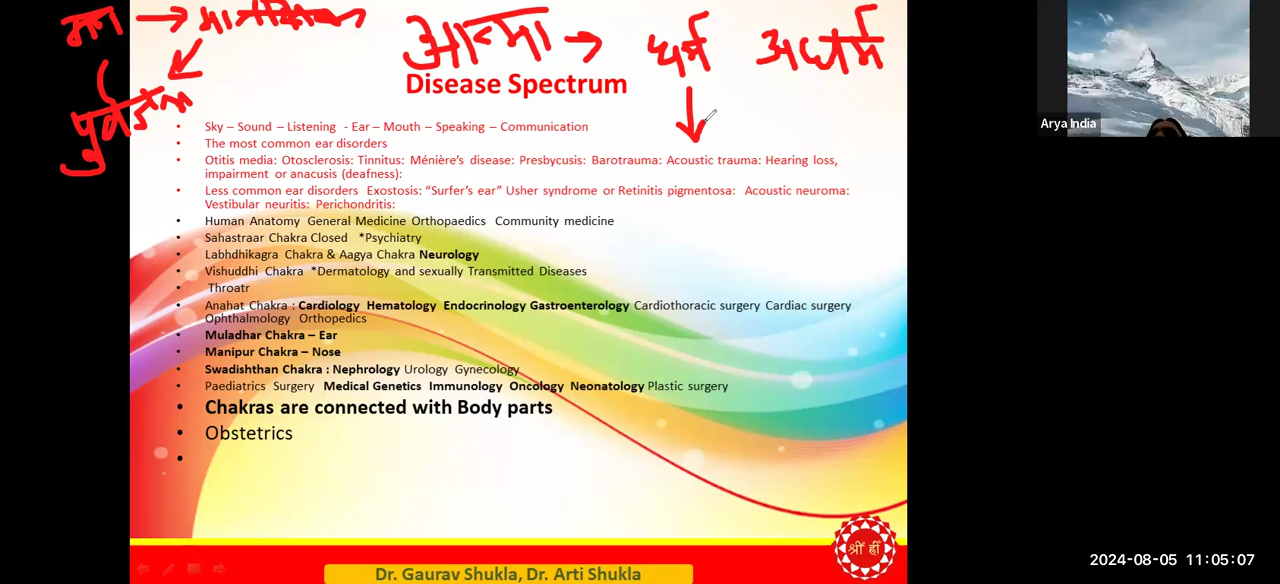 मन → मानसिक
आत्मा → धर्म अधर्म
पुर्वजन्म
Disease Spectrum
• Sky – Sound – Listening - Ear – Mouth – Speaking – Communication
• The most common ear disorders
• Otitis media: Otosclerosis: Tinnitus: Ménière’s disease: Presbycusis: Barotrauma: Acoustic trauma: Hearing loss,
impairment or anacusis (deafness):
• Less common ear disorders Exostosis: “Surfer’s ear” Usher syndrome or Retinitis pigmentosa: Acoustic neuroma:
Vestibular neuritis: Perichondritis:
• Human Anatomy General Medicine Orthopaedics Community medicine
• Sahastraar Chakra Closed *Psychiatry
• Labhdhikagra Chakra & Aagya Chakra Neurology
• Vishuddhi Chakra *Dermatology and sexually Transmitted Diseases
• Throatr
• Anahat Chakra : Cardiology Hematology Endocrinology Gastroenterology Cardiothoracic surgery Cardiac surgery
Ophthalmology Orthopedics
• Muladhar Chakra – Ear
• Manipur Chakra – Nose
• Swadishthan Chakra : Nephrology Urology Gynecology
• Paediatrics Surgery Medical Genetics Immunology Oncology Neonatology Plastic surgery
• Chakras are connected with Body parts
• Obstetrics
•
श्रीं ह्रीं
Dr. Gaurav Shukla, Dr. Arti Shukla
Arya India
2024-08-05 11:05:07